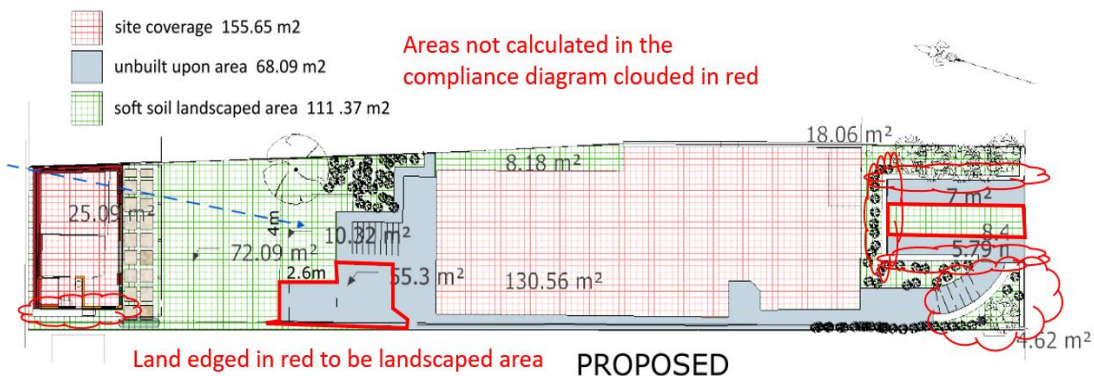 site coverage 155.65 m2
unbuilt upon area 68.09 m2
soft soil landscaped area 111 .37 m2
Areas not calculated in the
compliance diagram clouded in red
18.06 m²
8.18 m²
7 m²
25.09 m²
4m
72.09 m²
10.32 m²
8.4
5.79
2.6m
55.3 m²
130.56 m²
4.62 m²
Land edged in red to be landscaped area
PROPOSED